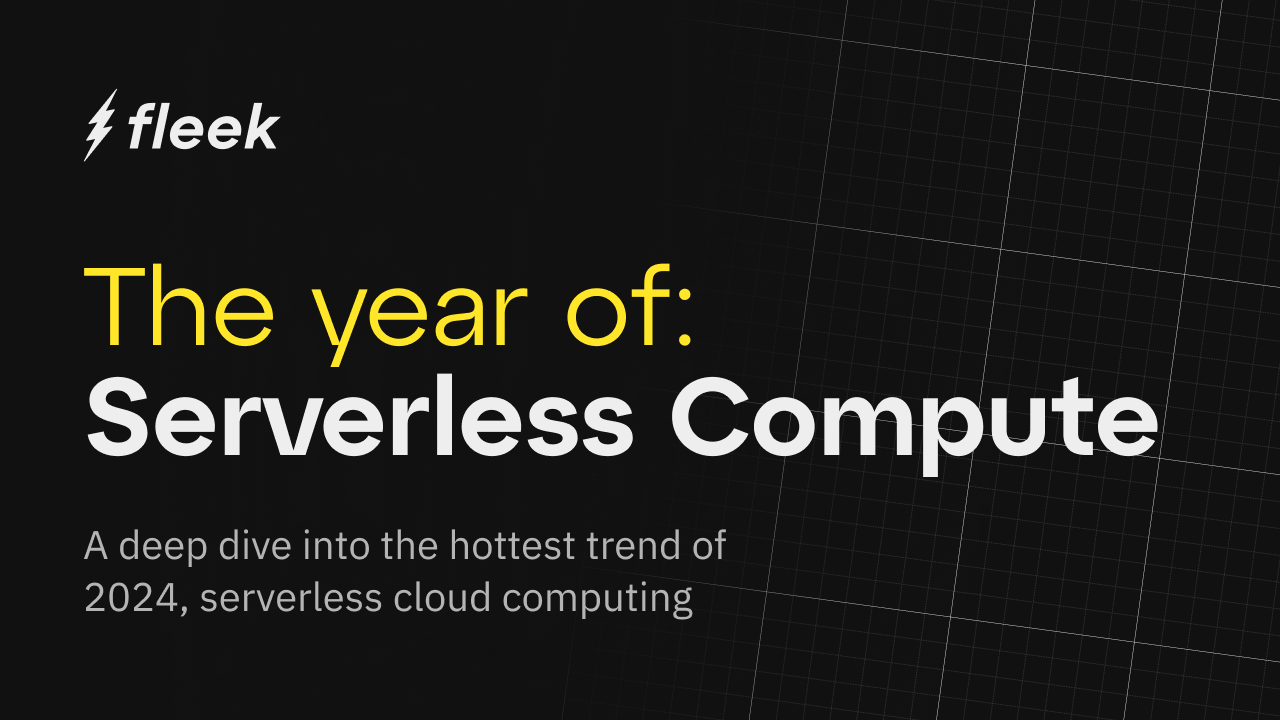 fleek
The year of:
Serverless Compute
A deep dive into the hottest trend of
2024, serverless cloud computing